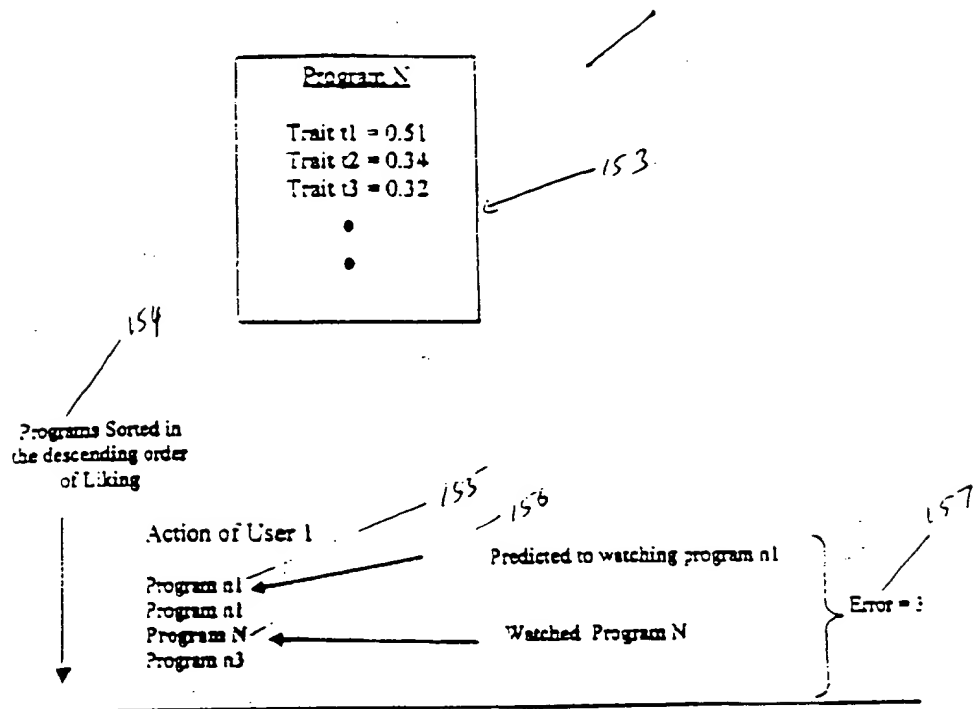 Program N
Trait t1 = 0.51
Trait t2 = 0.34
Trait t3 = 0.32
153
154
Programs Sorted in
the descending order
of Liking
155
156
157
Action of User 1
Predicted to watching program n1
Program n1
Program n1
Error = 3
Program N
Watched Program N
Program n3